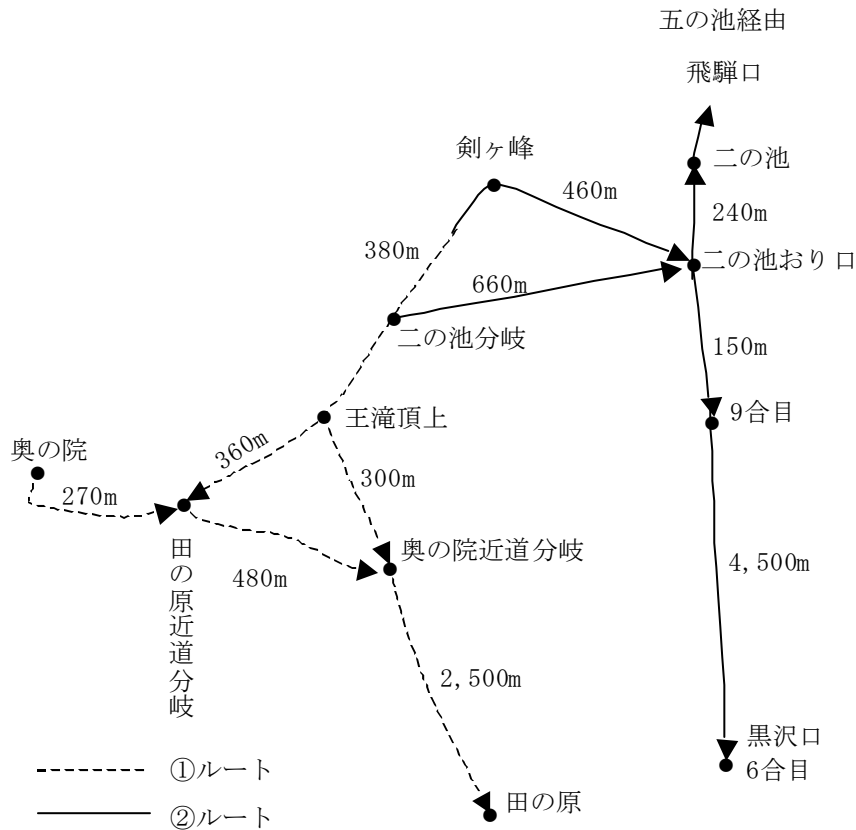 五の池経由
飛騨口
剣ヶ峰
二の池
460m
240m
380m
二の池おり口
660m
二の池分岐
150m
王滝頂上
9合目
奥の院
360m
300m
270m
奥の院近道分岐
480m
田の原近道分岐
4,500m
2,500m
黒沢口
6合目
①ルート
田の原
②ルート